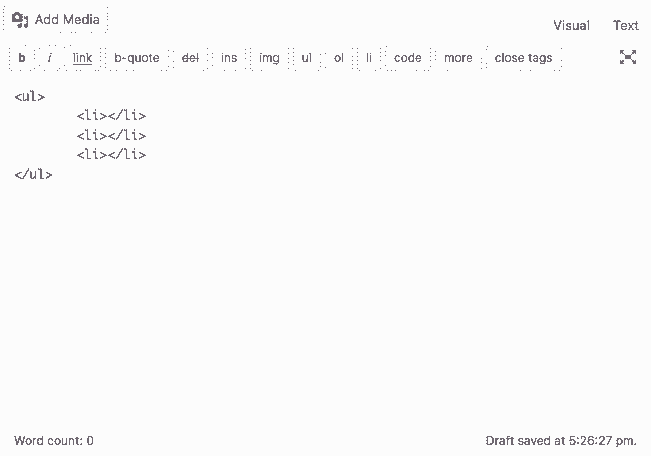 Add Media
Visual Text
b i link b-quote del ins img ul ol li code more close tags
<ul>
<li></li>
<li></li>
<li></li>
</ul>
Word count: 0 Draft saved at 5:26:27 pm.